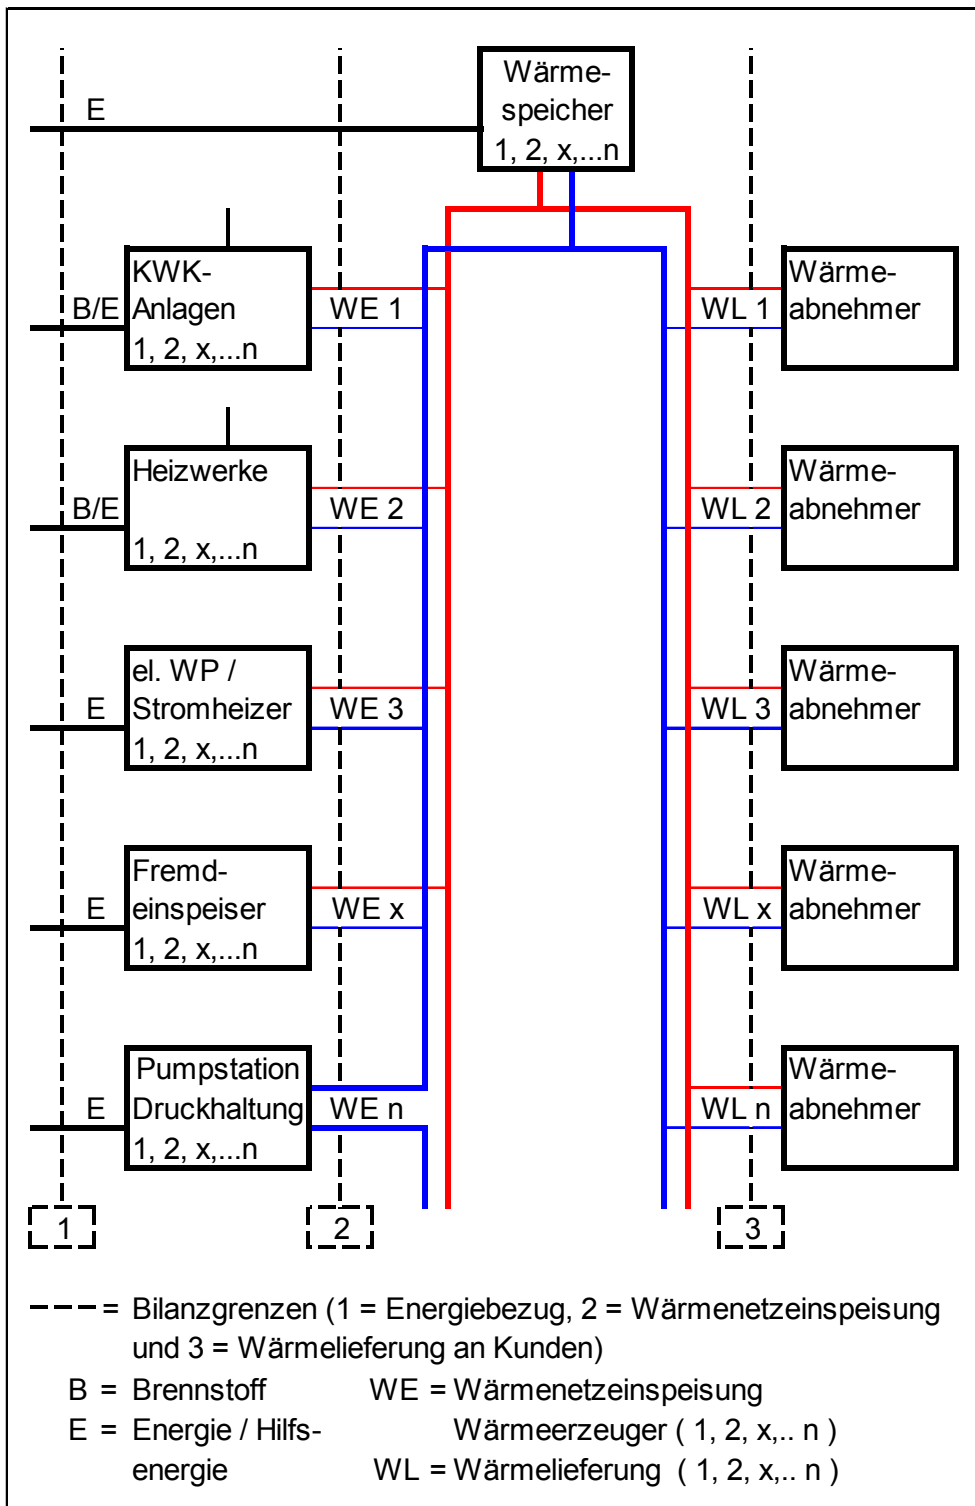 Wärme-
speicher
1, 2, x,...n
E
KWK-
Anlagen
1, 2, x,...n
B/E
WE 1
WL 1
Wärme-
abnehmer
Heizwerke
1, 2, x,...n
B/E
WE 2
WL 2
Wärme-
abnehmer
el. WP /
Stromheizer
1, 2, x,...n
E
WE 3
WL 3
Wärme-
abnehmer
Fremd-
einspeiser
1, 2, x,...n
E
WE x
WL x
Wärme-
abnehmer
Pumpstation
Druckhaltung
1, 2, x,...n
E
WE n
WL n
Wärme-
abnehmer
1
2
3
= Bilanzgrenzen (1 = Energiebezug, 2 = Wärmenetzeinspeisung
und 3 = Wärmelieferung an Kunden)
B = Brennstoff
E = Energie / Hilfs-
energie
WE = Wärmenetzeinspeisung
Wärmeerzeuger ( 1, 2, x,.. n )
WL = Wärmelieferung ( 1, 2, x,.. n )